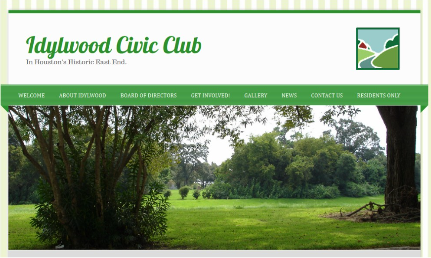 Idylwood Civic Club
In Houston's Historic East End.
WELCOME ABOUT IDYLWOOD BOARD OF DIRECTORS GET INVOLVED! GALLERY NEWS CONTACT US RESIDENTS ONLY